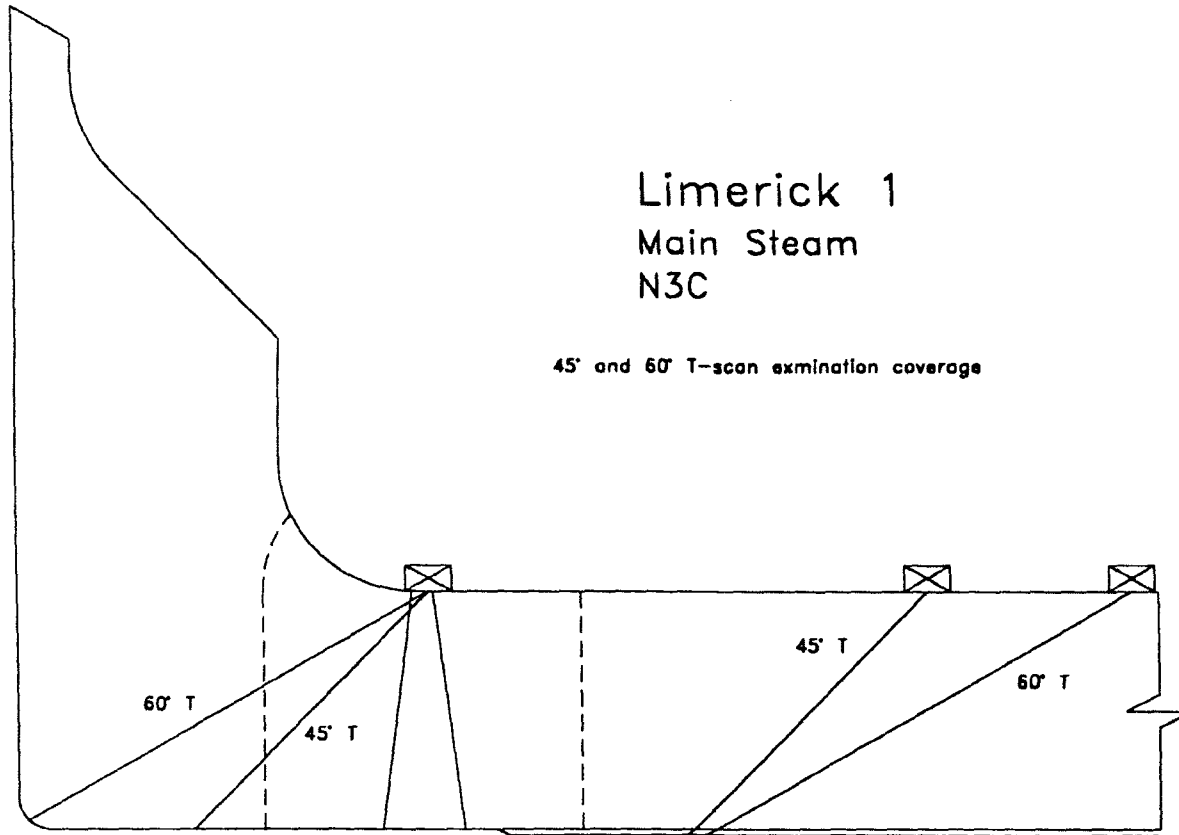 Limerick 1
Main Steam
N3C
45° and 60° T-scan exmination coverage
45° T
60° T
60° T
45° T